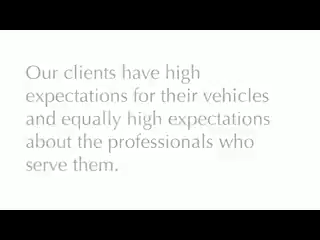 Our clients have high
expectations for their vehicles
and equally high expectations
about the professionals who
serve them.